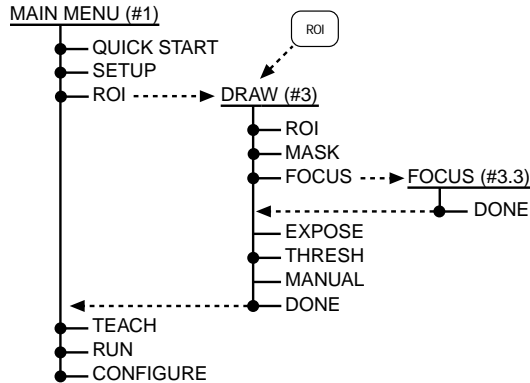 MAIN MENU (#1)
ROI
QUICK START
SETUP
ROI
DRAW (#3)
ROI
MASK
FOCUS
FOCUS (#3.3)
DONE
EXPOSE
THRESH
MANUAL
DONE
TEACH
RUN
CONFIGURE